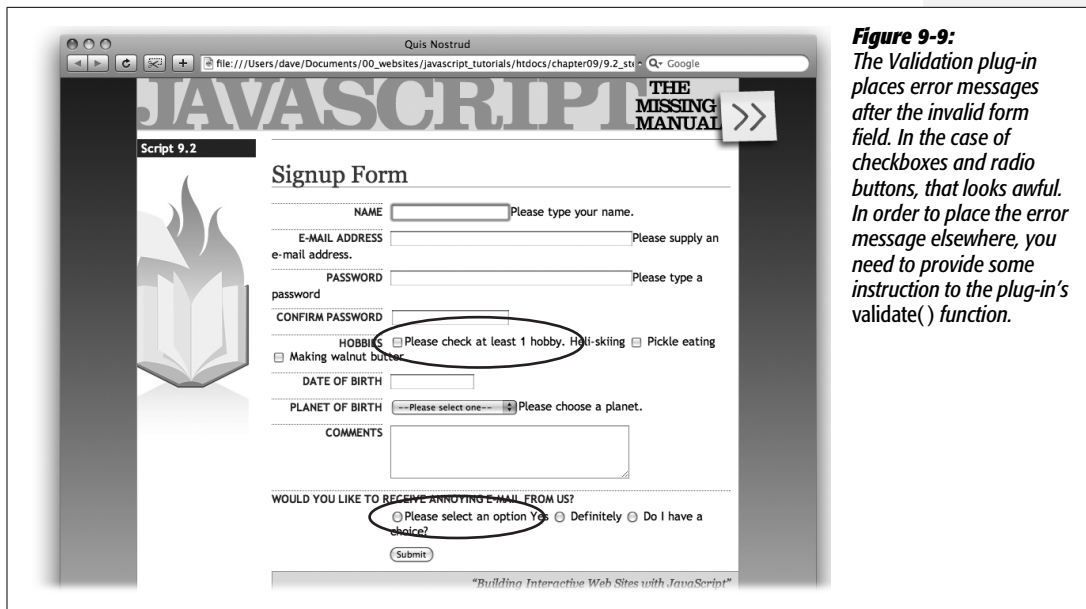 Quis Nostrud
file:///Users/dave/Documents/00_websites/javascript_tutorials/htdocs/chapter09/9.2_ste
Google
JAVASCRIPT
THE
MISSING
MANUAL
>>
Script 9.2
Signup Form
NAME Please type your name.
E-MAIL ADDRESS Please supply an
e-mail address.
PASSWORD Please type a
password
CONFIRM PASSWORD
HOBBIES Please check at least 1 hobby. Heli-skiing Pickle eating
Making walnut butter
DATE OF BIRTH
PLANET OF BIRTH --Please select one-- Please choose a planet.
COMMENTS
WOULD YOU LIKE TO RECEIVE ANNOYING E-MAIL FROM US?
Please select an option Yes Definitely Do I have a
choice?
Submit
"Building Interactive Web Sites with JavaScript"
Figure 9-9:
The Validation plug-in
places error messages
after the invalid form
field. In the case of
checkboxes and radio
buttons, that looks awful.
In order to place the error
message elsewhere, you
need to provide some
instruction to the plug-in's
validate( ) function.